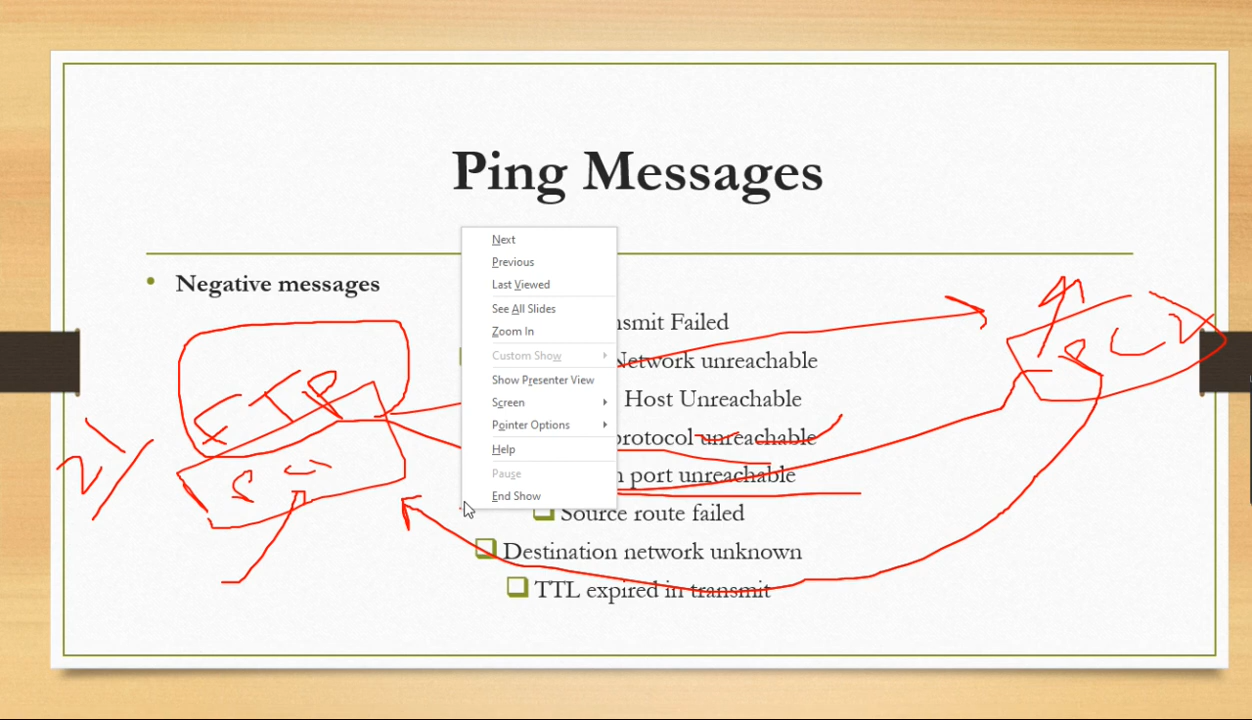 Ping Messages
Negative messages
Next
Previous
Last Viewed
See All Slides
Zoom In
Custom Show
Show Presenter View
Screen
Pointer Options
Help
Pause
End Show
Failed
Network unreachable
Host Unreachable
protocol unreachable
port unreachable
Source route failed
Destination network unknown
TTL expired in transmit
FTP